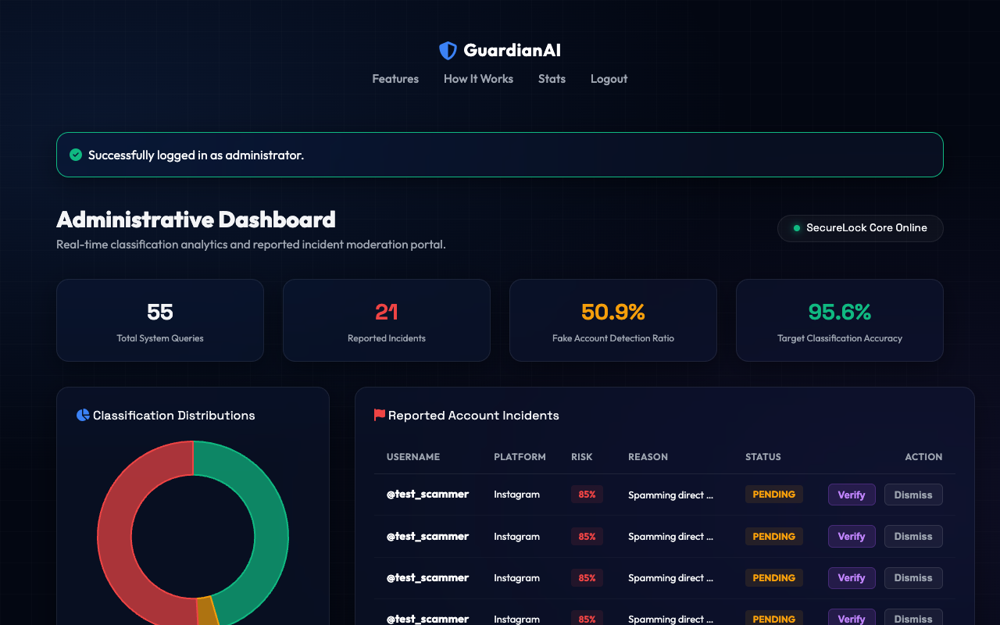 GuardianAI
Features How It Works Stats Logout
Successfully logged in as administrator.
Administrative Dashboard
Real-time classification analytics and reported incident moderation portal.
SecureLock Core Online
55
Total System Queries
21
Reported Incidents
50.9%
Fake Account Detection Ratio
95.6%
Target Classification Accuracy
Classification Distributions
Reported Account Incidents
USERNAME PLATFORM RISK REASON STATUS ACTION
@test_scammer Instagram 85% Spamming direct ... PENDING Verify Dismiss
@test_scammer Instagram 85% Spamming direct ... PENDING Verify Dismiss
@test_scammer Instagram 85% Spamming direct ... PENDING Verify Dismiss
@test_scammer Instagram 85% Spamming direct ... PENDING Verify Dismiss